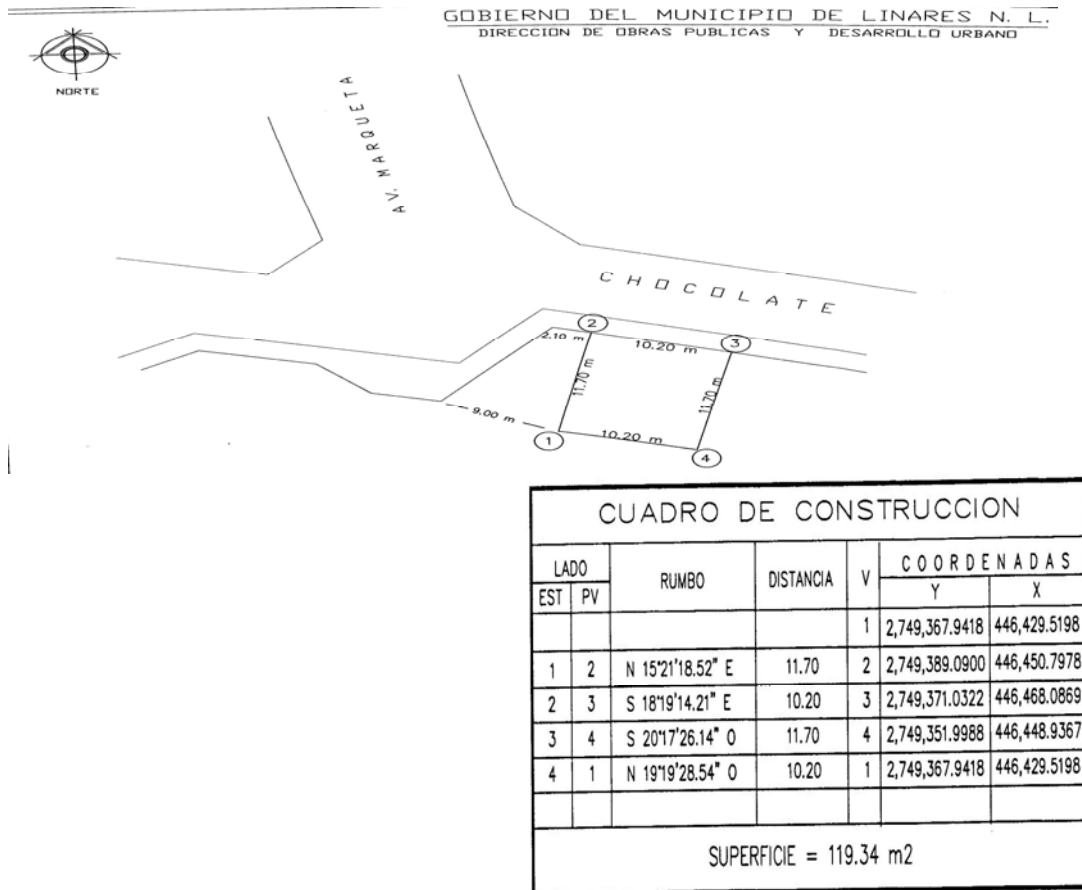 GOBIERNO DEL MUNICIPIO DE LINARES N. L.
DIRECCION DE OBRAS PUBLICAS Y DESARROLLO URBANO
NORTE
AV. MARQUETA
CHOCOLATE
2
3
2.10 m
10.20 m
11.70 m
11.70 m
9.00 m
1
10.20 m
4
CUADRO DE CONSTRUCCION
LADO RUMBO DISTANCIA V COORDENADAS
EST PV Y X
1 2,749,367.9418 446,429.5198
1 2 N 15°21'18.52" E 11.70 2 2,749,389.0900 446,450.7978
2 3 S 18°19'14.21" E 10.20 3 2,749,371.0322 446,468.0869
3 4 S 20°17'26.14" O 11.70 4 2,749,351.9988 446,448.9367
4 1 N 19°19'28.54" O 10.20 1 2,749,367.9418 446,429.5198
SUPERFICIE = 119.34 m2